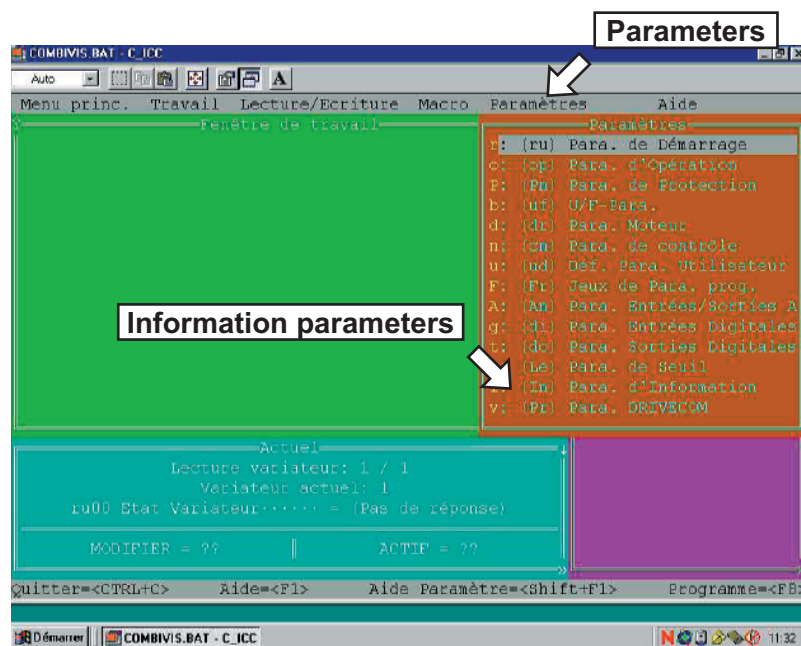 Parameters
COMBIVIS.BAT - C_ICC
Auto
A
Menu princ. Travail Lecture/Ecriture Macro Paramètres Aide
Fenêtre de travail
Paramètres
r: (ru) Para. de Démarrage
o: (op) Para. d'Opération
P: (Pn) Para. de Protection
b: (uf) U/F-Para.
d: (dr) Para. Moteur
n: (cn) Para. de contrôle
u: (ud) Déf. Para. Utilisateur
F: (Fr) Jeux de Para. prog.
A: (An) Para. Entrées/Sorties A
g: (di) Para. Entrées Digitales
t: (do) Para. Sorties Digitales
(Le) Para. de Seuil
(In) Para. d'Information
v: (Pr) Para. DRIVECOM
Information parameters
Actuel
Lecture variateur: 1 / 1
Variateur actuel: 1
ru00 Etat Variateur······ = (Pas de réponse)
MODIFIER = ?? ACTIF = ??
Quitter=<CTRL+C> Aide=<F1> Aide Paramètre=<Shift+F1> Programme=<F8>
Démarrer COMBIVIS.BAT - C_ICC 11:32